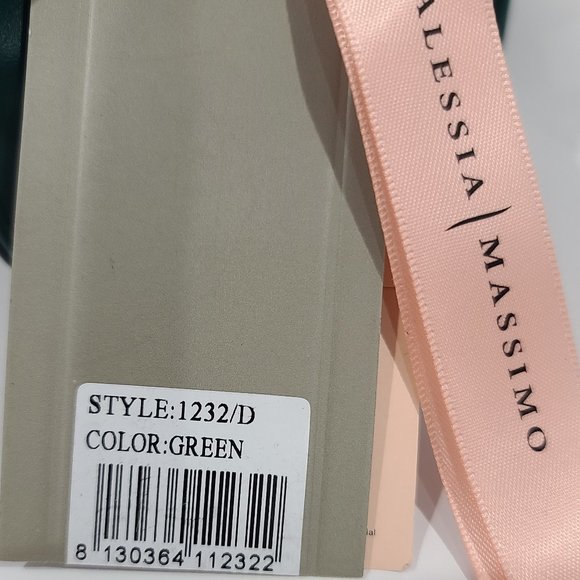 ALESSIA MASSIMO
STYLE:1232/D
COLOR:GREEN
8 130364 112322